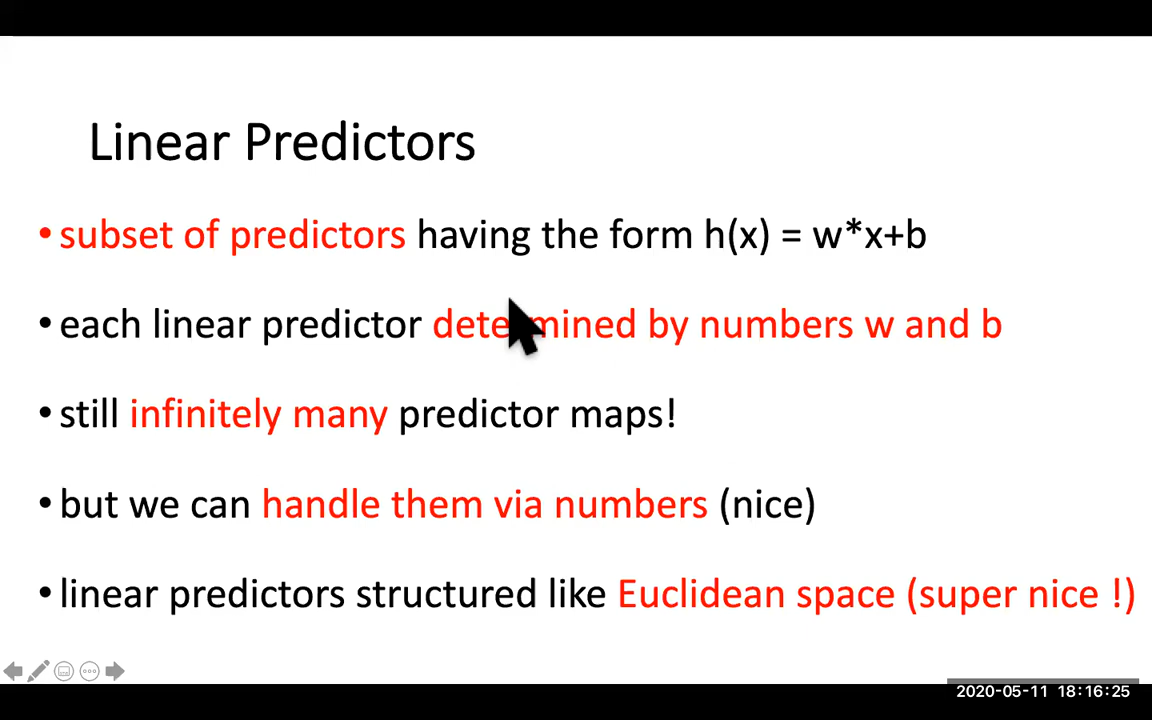 Linear Predictors
• subset of predictors having the form h(x) = w*x+b
• each linear predictor determined by numbers w and b
• still infinitely many predictor maps!
• but we can handle them via numbers (nice)
• linear predictors structured like Euclidean space (super nice !)
2020-05-11 18:16:25